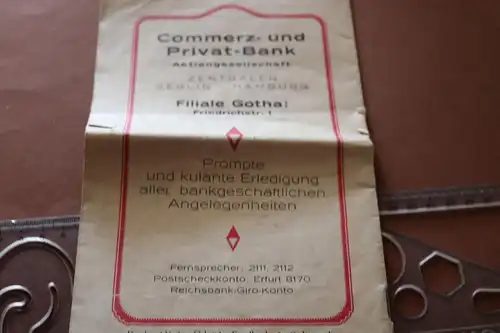 Commerz- und
Privat-Bank
Aktiengesellschaft
ZENTRALEN
BERLIN - HAMBURG
Filiale Gotha:
Friedrichstr. 1
Prompte
und kulante Erledigung
aller bankgeschäftlichen
Angelegenheiten
Fernsprecher: 2111, 2112
Postscheckkonto: Erfurt 8170
Reichsbank-Giro-Konto